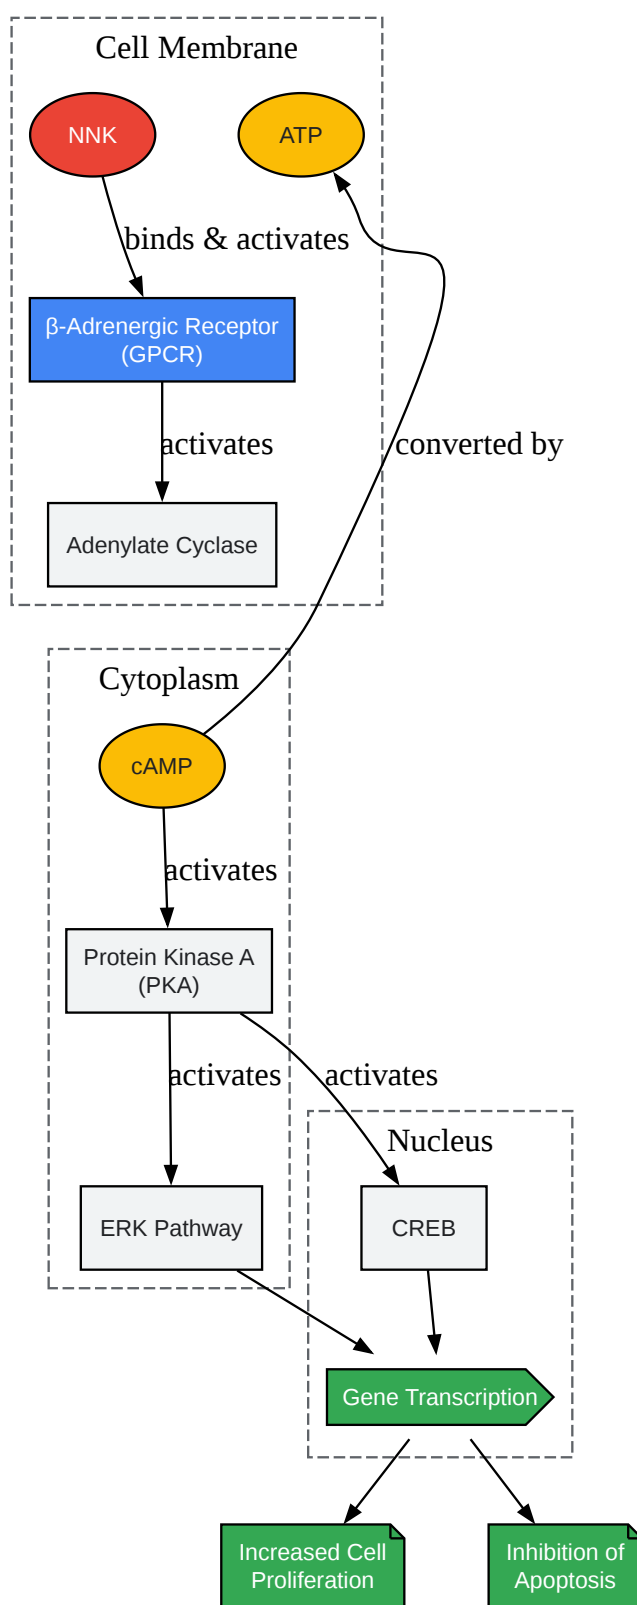 Cell Membrane
NNK
ATP
binds & activates
β-Adrenergic Receptor
(GPCR)
activates
converted by
Adenylate Cyclase
Cytoplasm
cAMP
activates
Protein Kinase A
(PKA)
activates
activates
Nucleus
ERK Pathway
CREB
Gene Transcription
Increased Cell
Proliferation
Inhibition of
Apoptosis